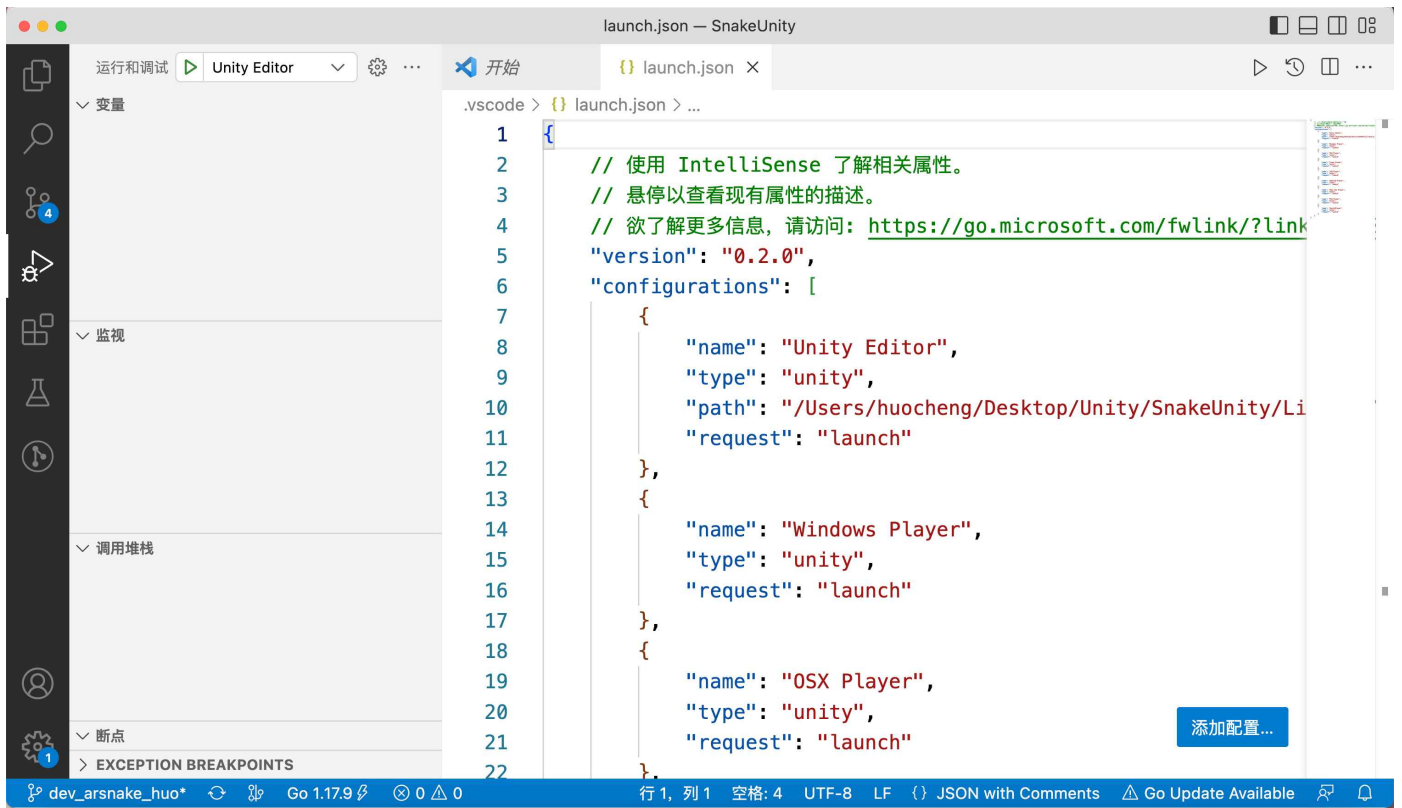 launch.json — SnakeUnity
运行和调试 Unity Editor
开始
{} launch.json
变量
监视
调用堆栈
断点
EXCEPTION BREAKPOINTS
4
1
.vscode > {} launch.json > ...
1 {
2 // 使用 IntelliSense 了解相关属性。
3 // 悬停以查看现有属性的描述。
4 // 欲了解更多信息，请访问: https://go.microsoft.com/fwlink/?link
5 "version": "0.2.0",
6 "configurations": [
7 {
8 "name": "Unity Editor",
9 "type": "unity",
10 "path": "/Users/huocheng/Desktop/Unity/SnakeUnity/Li
11 "request": "launch"
12 },
13 {
14 "name": "Windows Player",
15 "type": "unity",
16 "request": "launch"
17 },
18 {
19 "name": "OSX Player",
20 "type": "unity",
21 "request": "launch"
22 },
添加配置...
dev_arsnake_huo* Go 1.17.9 0 0 行 1，列 1 空格: 4 UTF-8 LF {} JSON with Comments Go Update Available